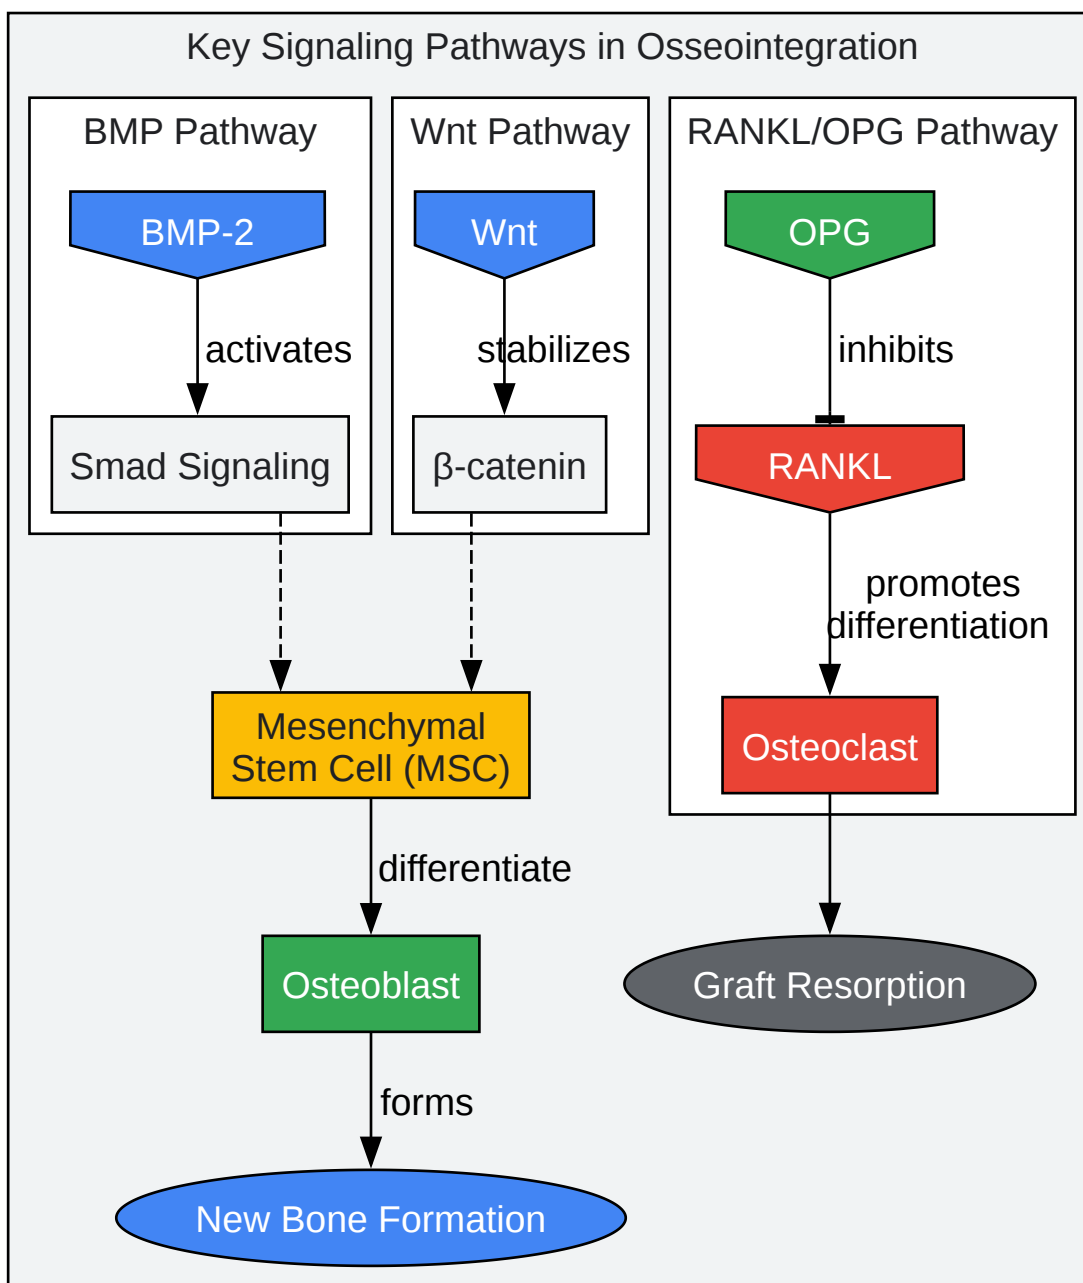 Key Signaling Pathways in Osseointegration
BMP Pathway
BMP-2
activates
Smad Signaling
Wnt Pathway
Wnt
stabilizes
β-catenin
RANKL/OPG Pathway
OPG
inhibits
RANKL
promotes
differentiation
Osteoclast
Mesenchymal
Stem Cell (MSC)
differentiate
Osteoblast
forms
New Bone Formation
Graft Resorption